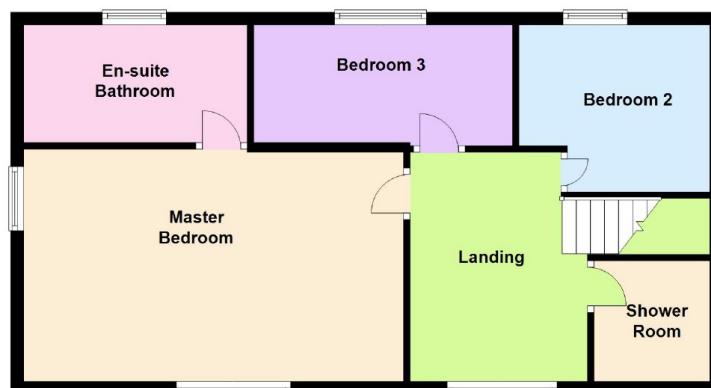 En-suite
Bathroom
Bedroom 3
Bedroom 2
Master
Bedroom
Landing
Shower
Room